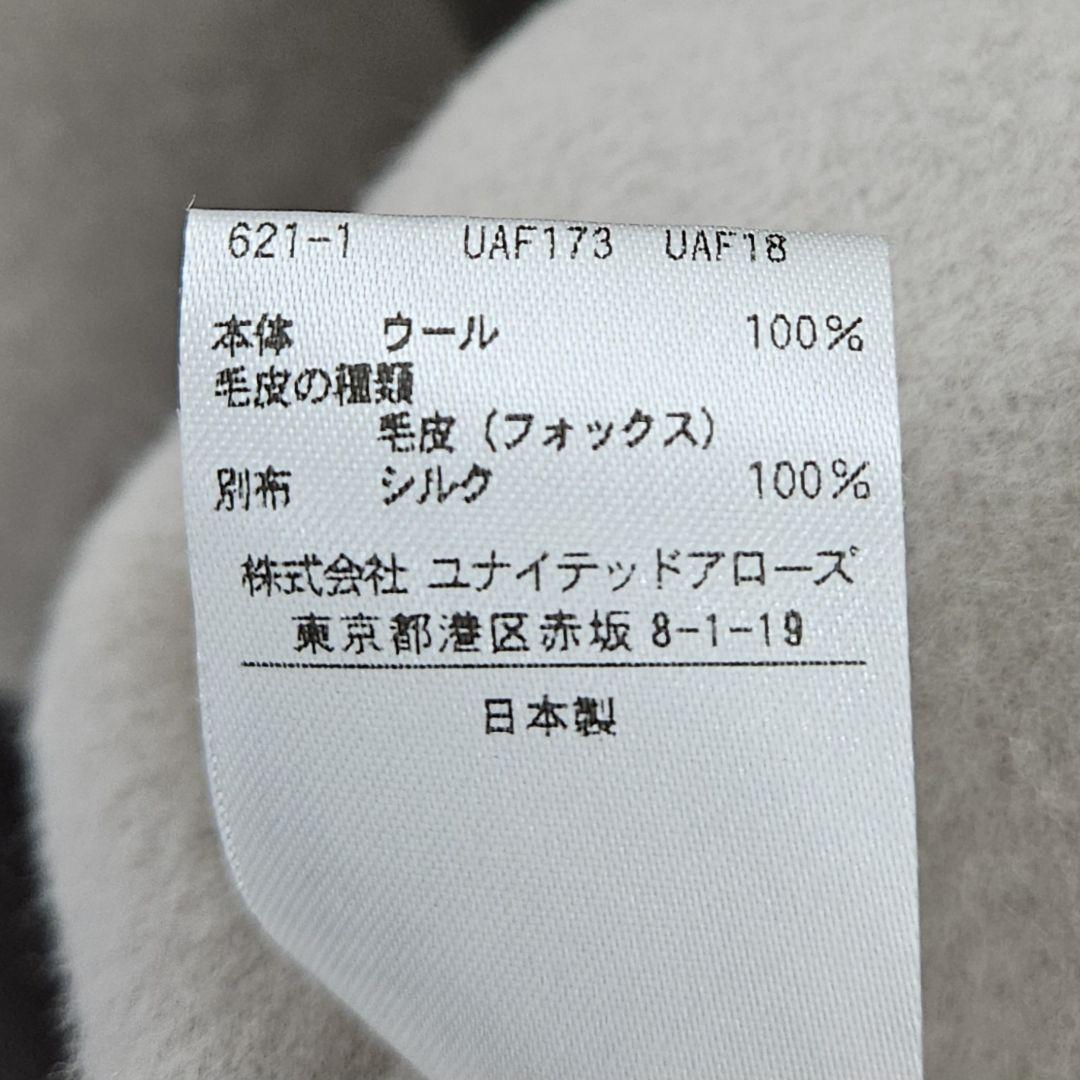 621-1 UAF173 UAF18
本体 ウール 100%
毛皮の種類
毛皮(フォックス)
別布 シルク 100%
株式会社 ユナイテッドアローズ
東京都港区赤坂 8-1-19
日本製